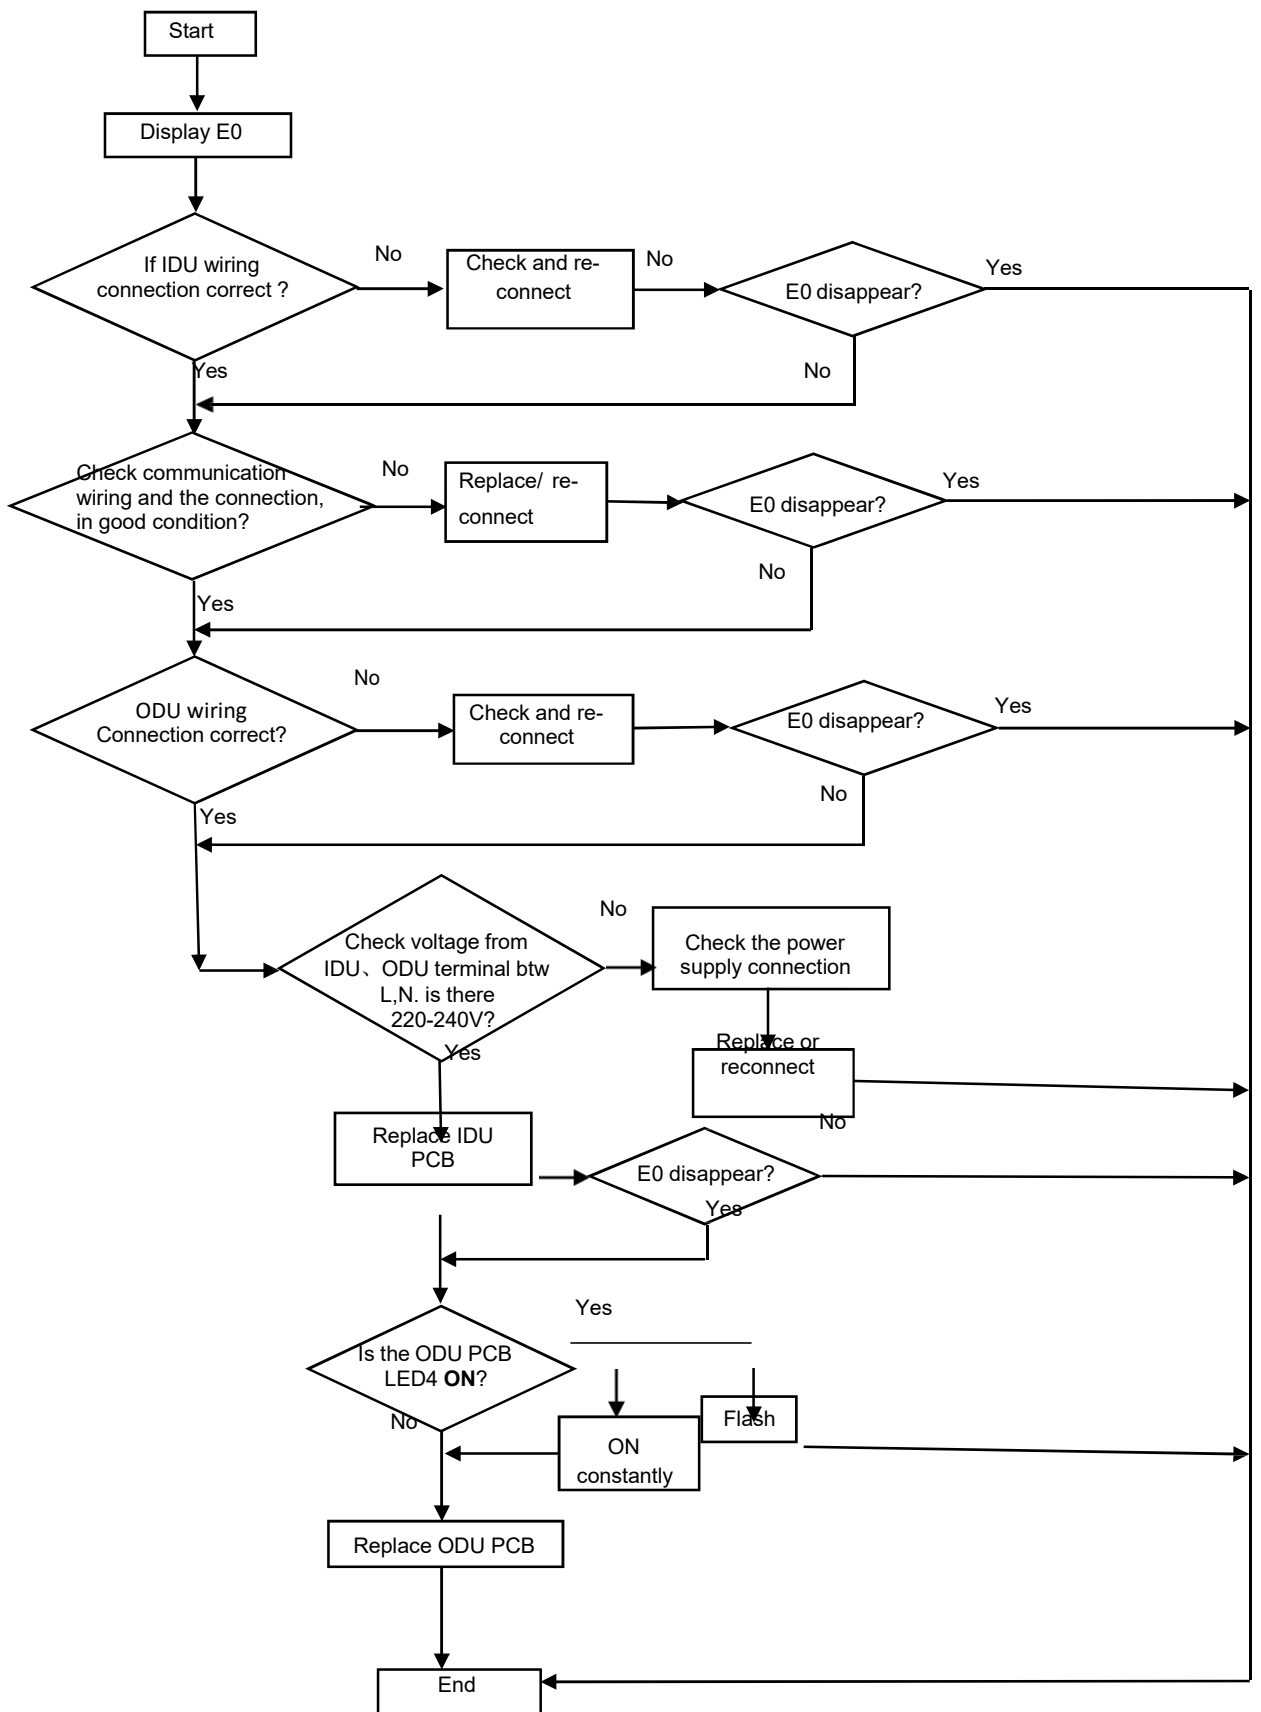 Start
Display E0
If IDU wiring
connection correct ?
No
Check and re-
connect
No
E0 disappear?
Yes
Yes
No
Check communication
wiring and the connection,
in good condition?
No
Replace/ re-
connect
E0 disappear?
Yes
No
Yes
ODU wiring
Connection correct?
No
Check and re-
connect
E0 disappear?
Yes
No
Yes
Check voltage from
IDU、ODU terminal btw
L,N. is there
220-240V?
No
Check the power
supply connection
Yes
Replace or
reconnect
No
Replace IDU
PCB
E0 disappear?
Yes
Is the ODU PCB
LED4 ON?
Yes
No
ON
constantly
Flash
Replace ODU PCB
End